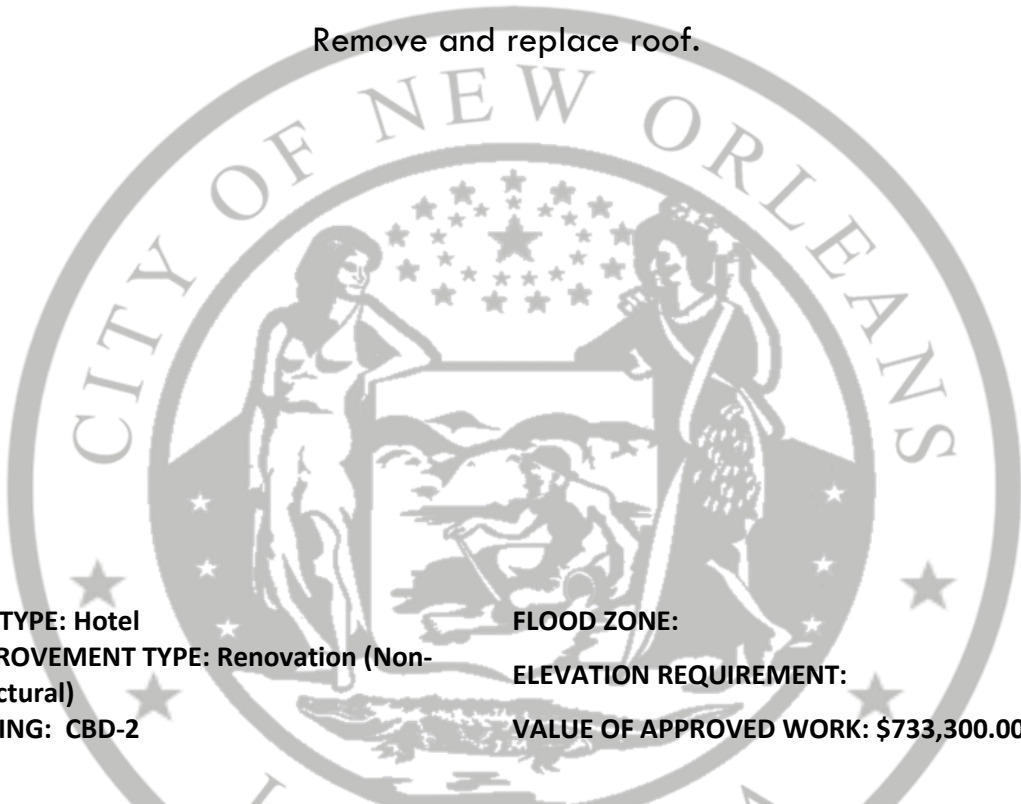 Remove and replace roof.
CITY OF NEW ORLEANS
TYPE: Hotel
ROVEMENT TYPE: Renovation (Non-
ctural)
ING: CBD-2
FLOOD ZONE:
ELEVATION REQUIREMENT:
VALUE OF APPROVED WORK: $733,300.00